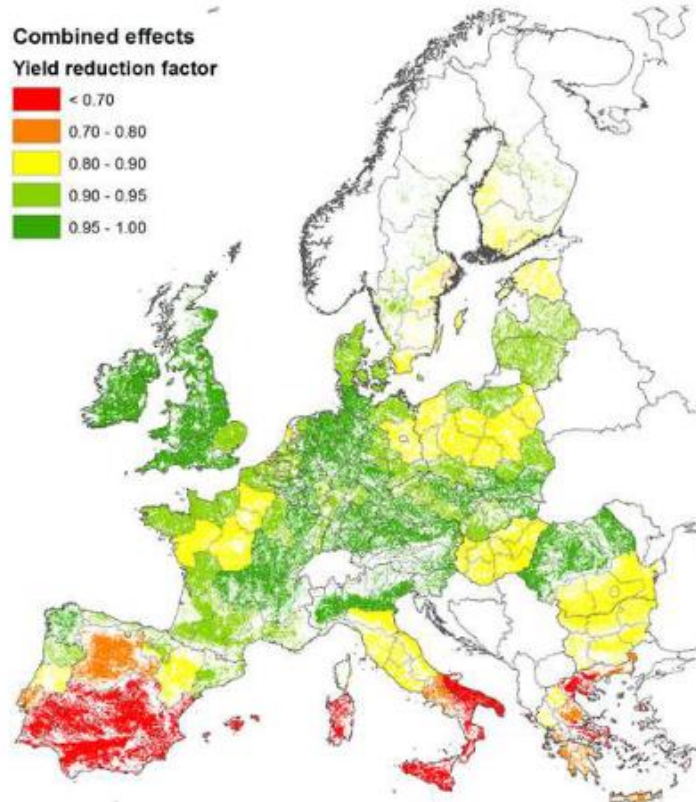 Combined effects
Yield reduction factor
< 0.70
0.70 - 0.80
0.80 - 0.90
0.90 - 0.95
0.95 - 1.00